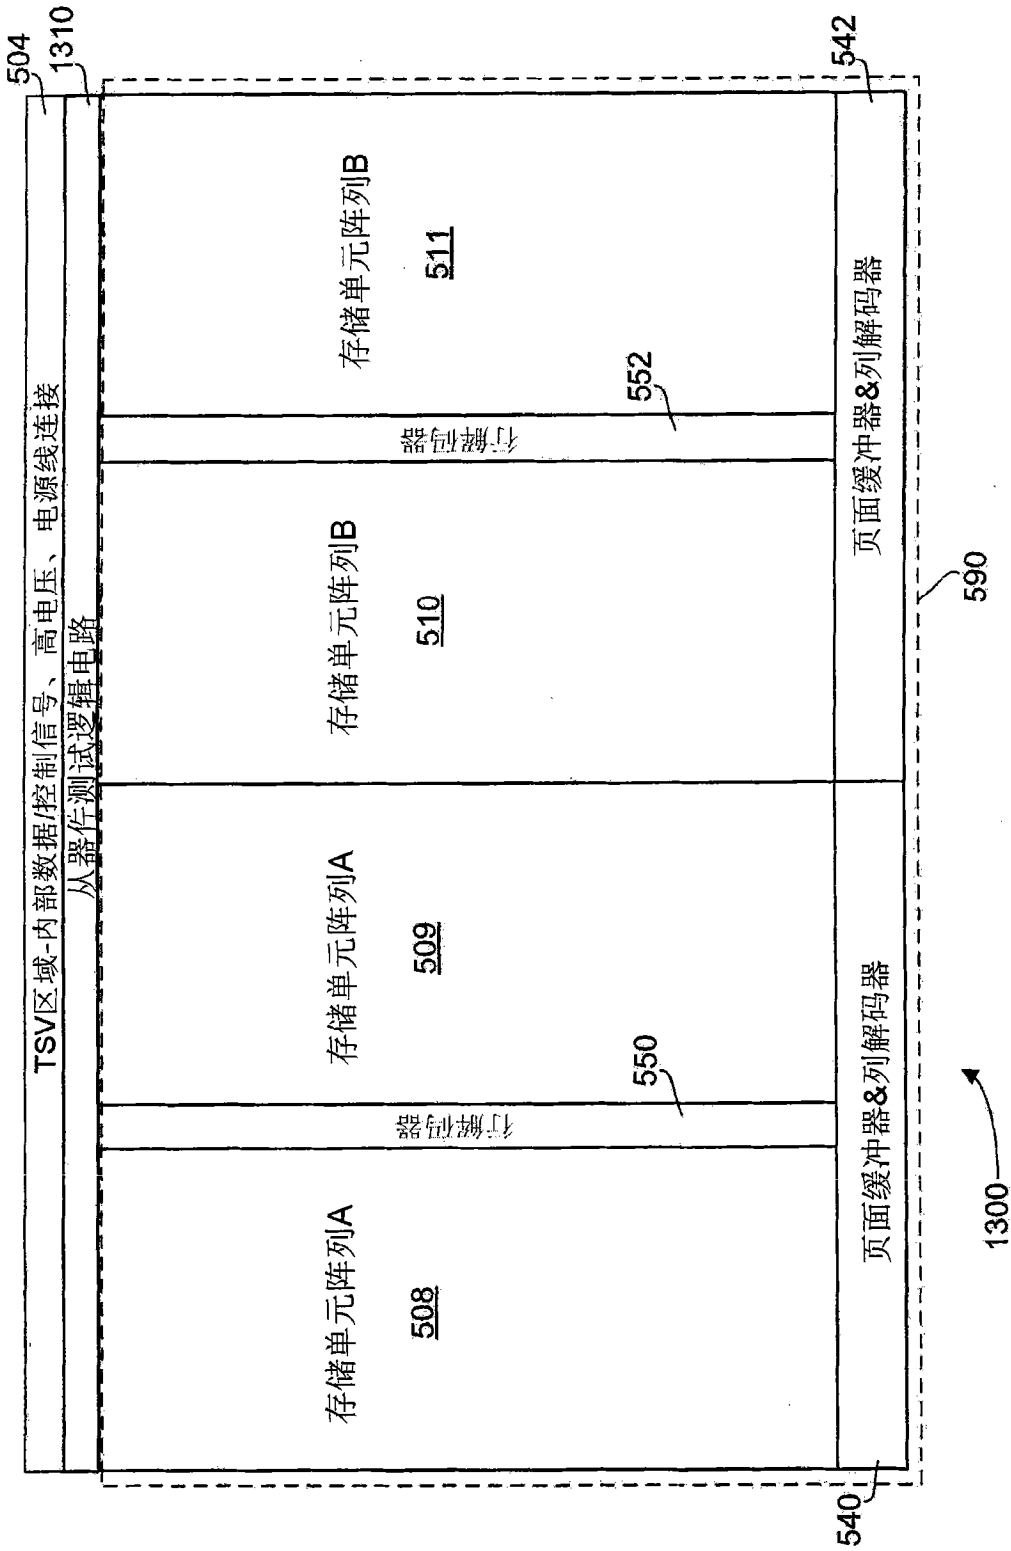 504
TSV区域-内部数据/控制信号、高电压、电源线连接
1310
从器件测试逻辑电路
存储单元阵列A
508
行解码器
550
存储单元阵列A
509
存储单元阵列B
510
行解码器
552
存储单元阵列B
511
540
页面缓冲器&列解码器
页面缓冲器&列解码器
542
590
1300